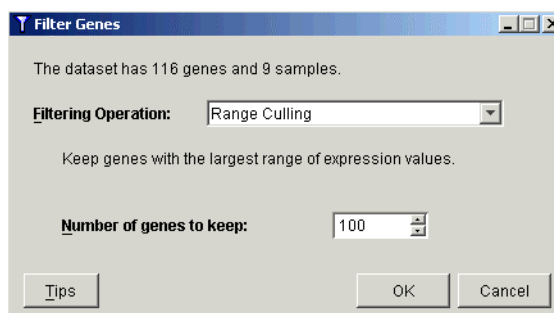 Filter Genes
The dataset has 116 genes and 9 samples.
Filtering Operation: Range Culling
Keep genes with the largest range of expression values.
Number of genes to keep: 100
Tips OK Cancel